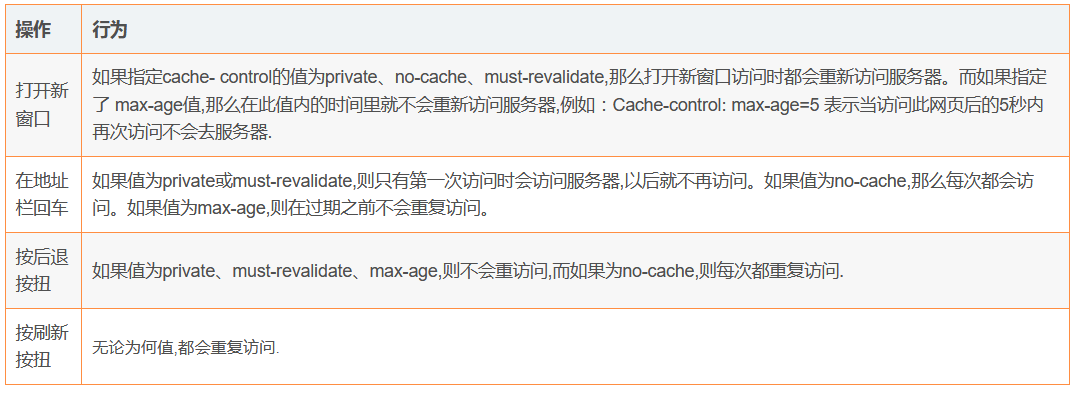 操作 行为
打开新
窗口
如果指定cache- control的值为private、no-cache、must-revalidate,那么打开新窗口访问时都会重新访问服务器。而如果指定
了 max-age值,那么在此值内的时间里就不会重新访问服务器,例如：Cache-control: max-age=5 表示当访问此网页后的5秒内
再次访问不会去服务器.
在地址
栏回车
如果值为private或must-revalidate,则只有第一次访问时会访问服务器,以后就不再访问。如果值为no-cache,那么每次都会访
问。如果值为max-age,则在过期之前不会重复访问。
按后退
按扭
如果值为private、must-revalidate、max-age,则不会重访问,而如果为no-cache,则每次都重复访问.
按刷新
按扭
无论为何值,都会重复访问.